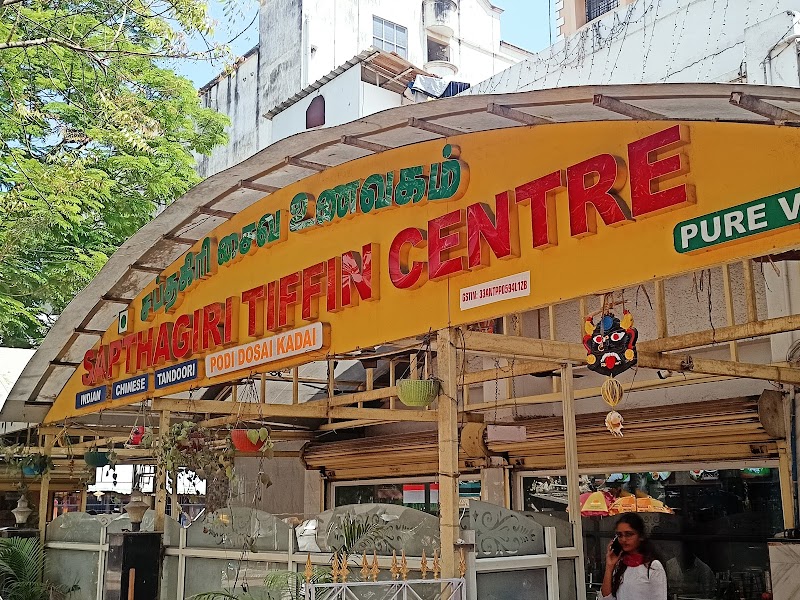 சப்தகிரி சைவ உணவகம்
SAPTHAGIRI TIFFIN CENTRE
PURE V
INDIAN CHINESE TANDOORI
PODI DOSAI KADAI